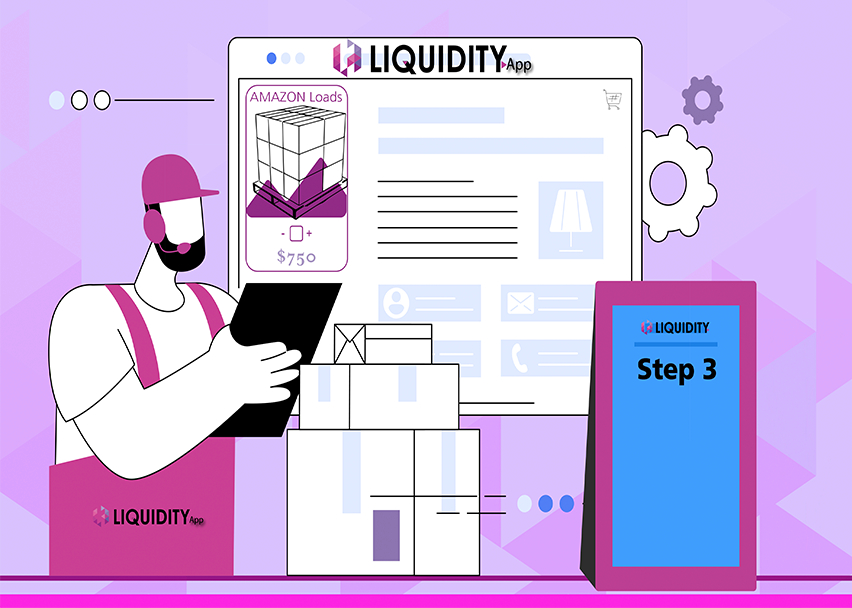 LIQUIDITY App
AMAZON Loads
- +
$750
LIQUIDITY
Step 3
LIQUIDITY App